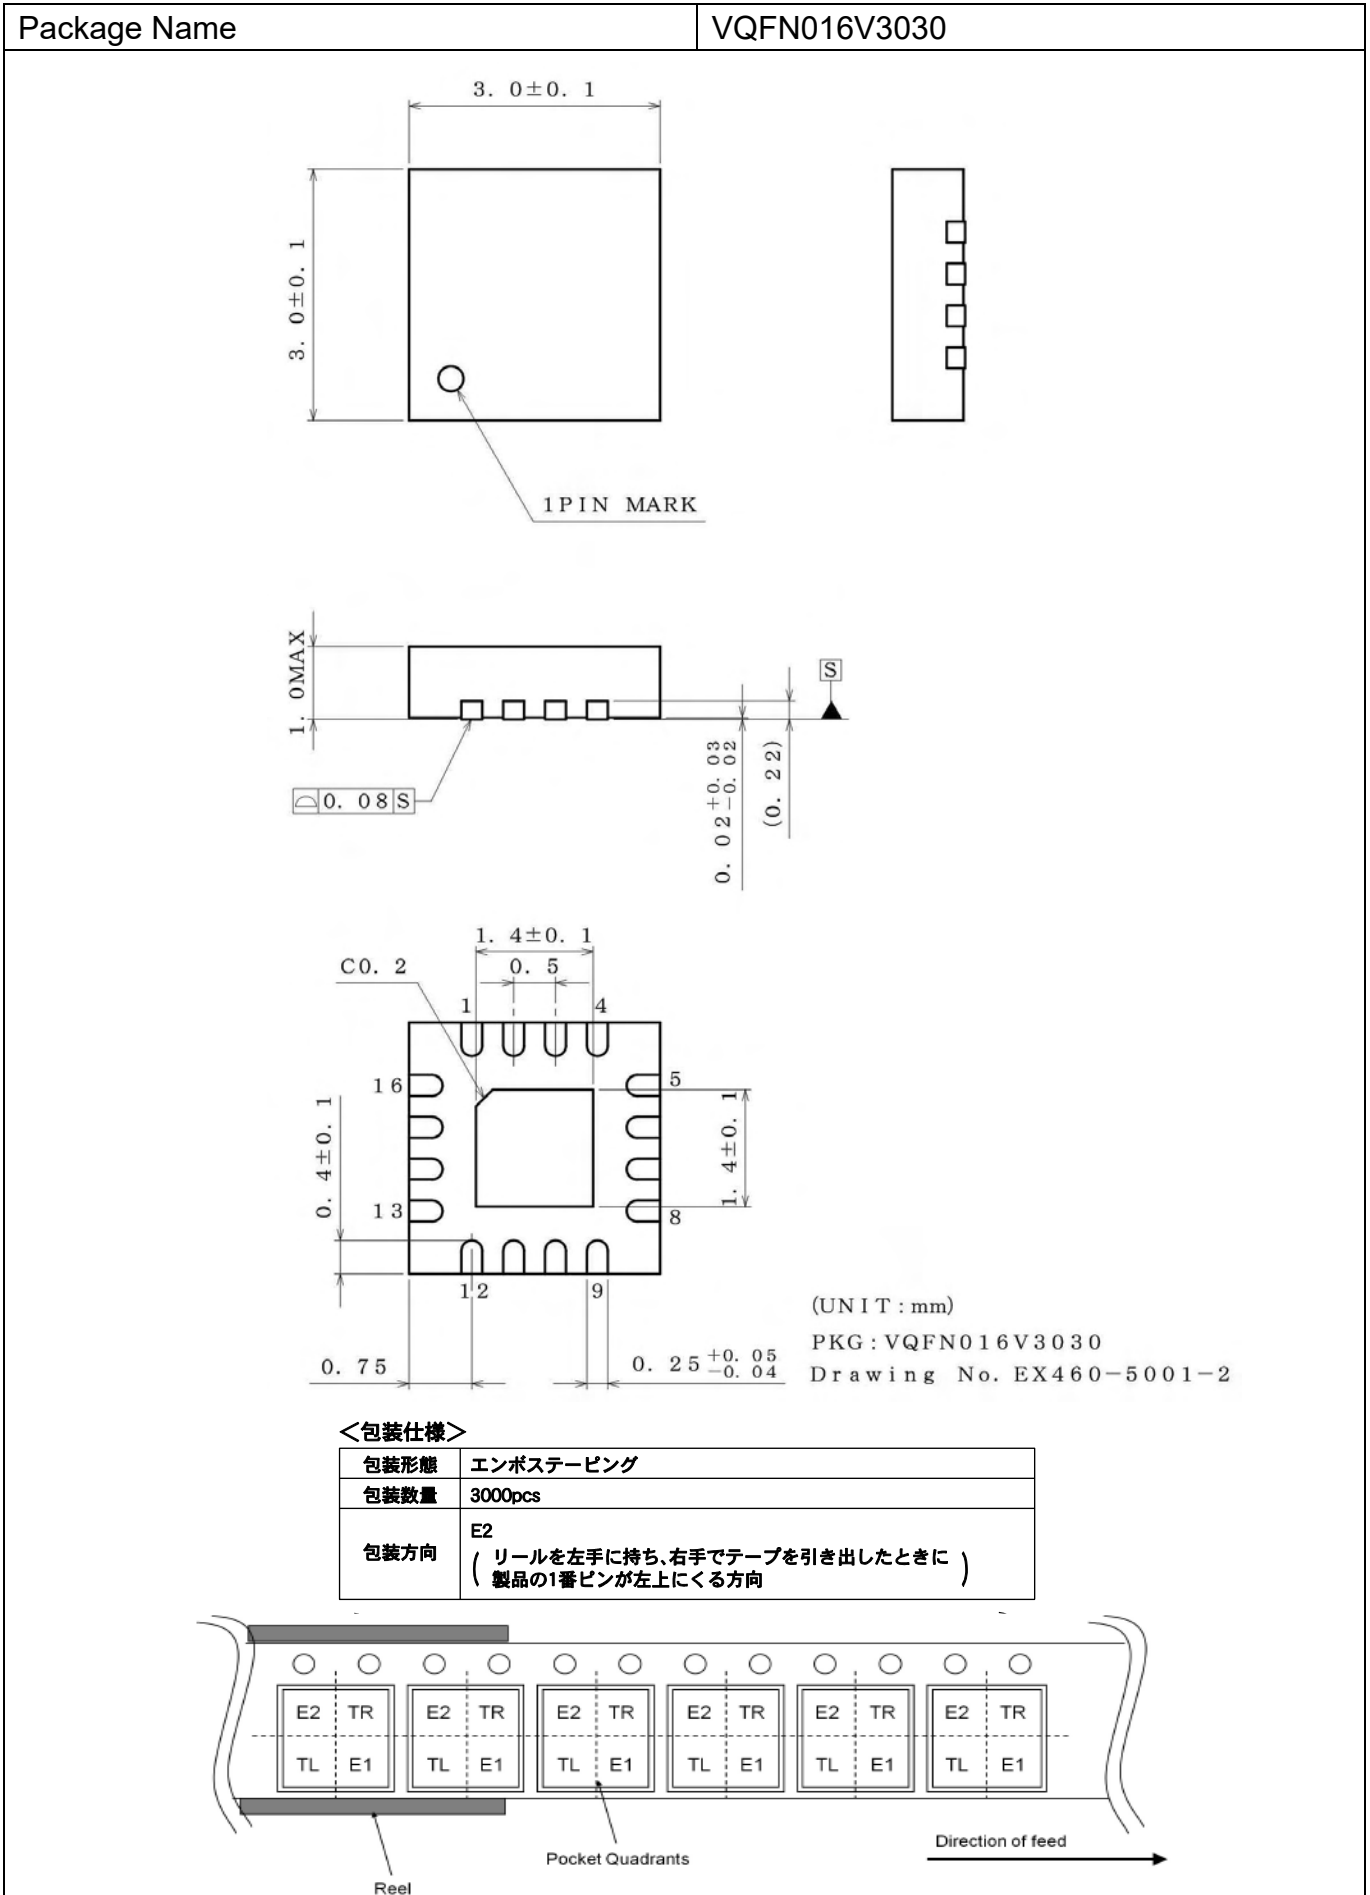 Package Name
VQFN016V3030
3. 0±0. 1
3. 0±0. 1
1PIN MARK
1. 0MAX
S
0. 08 S
0. 02 +0. 03 -0. 02
(0. 22)
1. 4±0. 1
C0. 2
0. 5
1
4
16
5
0. 4±0. 1
1. 4±0. 1
13
8
12
9
(UNIT : mm)
0. 75
0. 25 +0. 05 -0. 04
PKG : VQFN016V3030
Drawing No. EX460-5001-2
＜包装仕様＞
包装形態 エンボステーピング
包装数量 3000pcs
包装方向
E2
( リールを左手に持ち、右手でテープを引き出したときに
製品の1番ピンが左上にくる方向 )
E2 TR E2 TR E2 TR E2 TR E2 TR E2 TR
TL E1 TL E1 TL E1 TL E1 TL E1 TL E1
Direction of feed
Pocket Quadrants
Reel